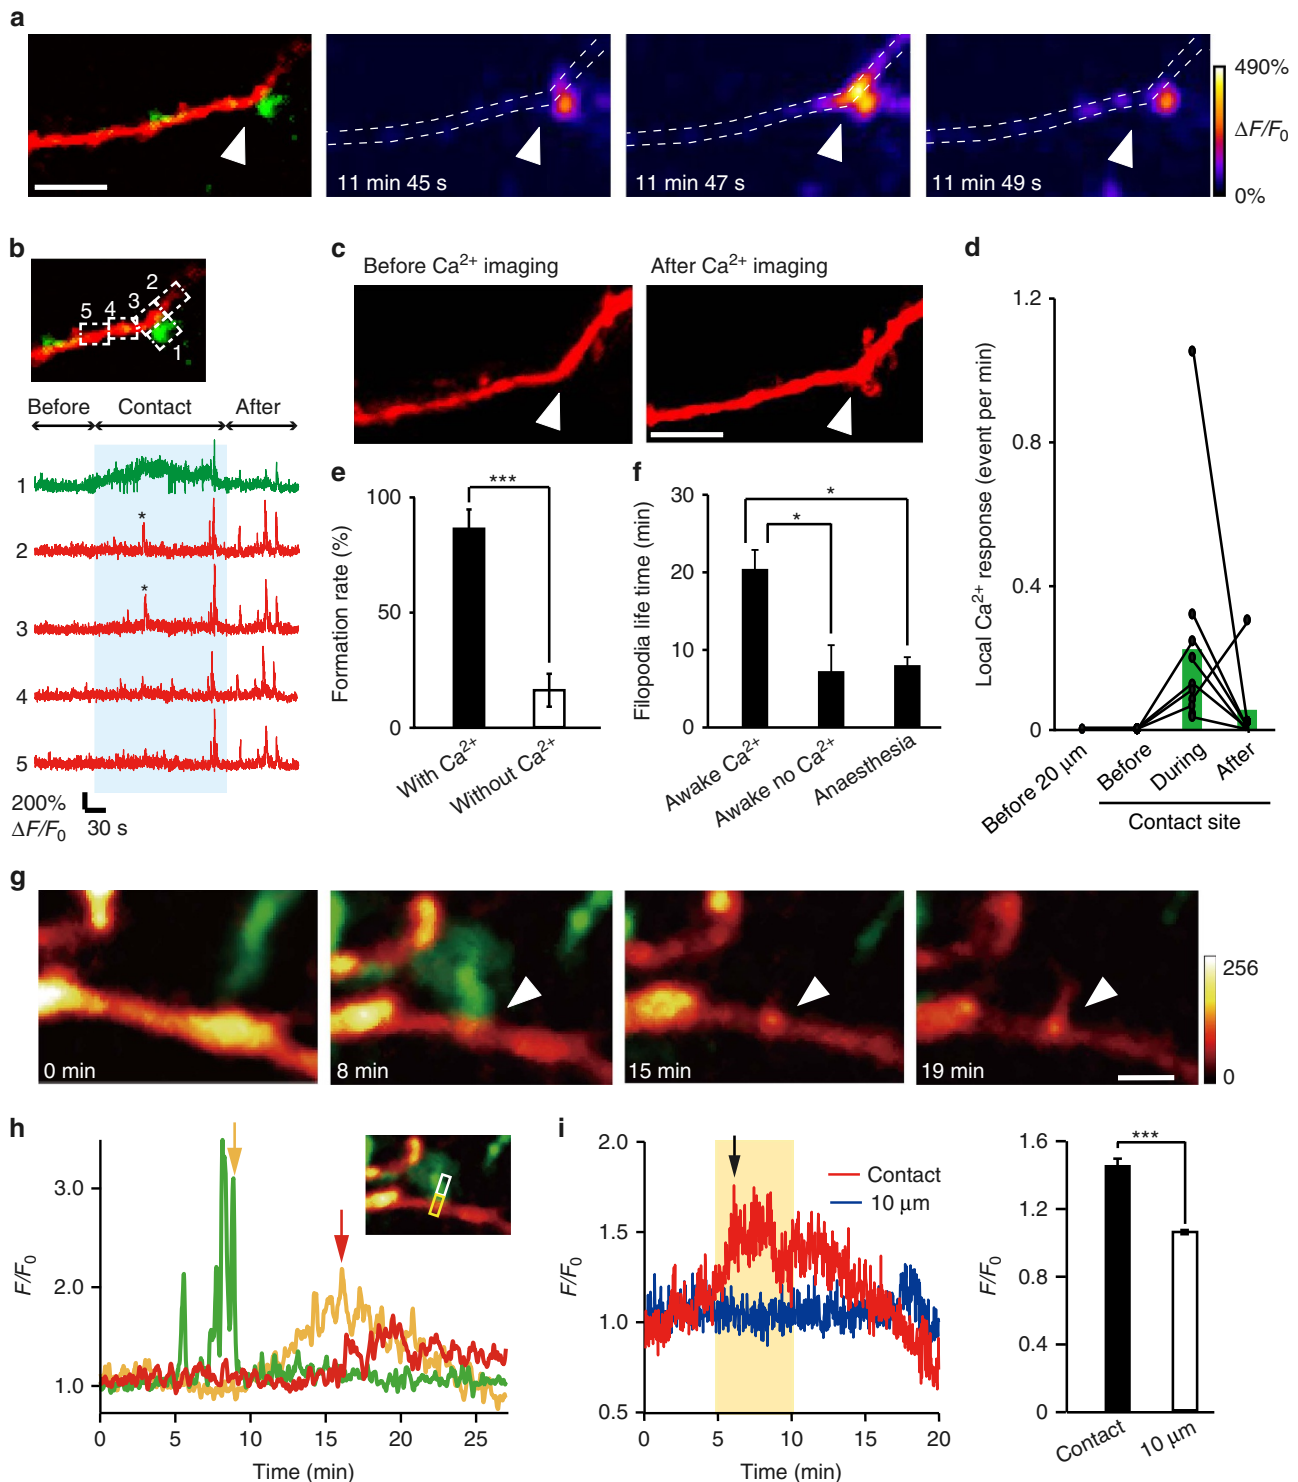 a
11 min 45 s
11 min 47 s
11 min 49 s
490%
ΔF/F0
0%
b
1
2
3
4
5
Before
Contact
After
1
*
2
*
3
4
5
200%
ΔF/F0
30 s
c
Before Ca2+ imaging
After Ca2+ imaging
d
Local Ca2+ response (event per min)
1.2
0.8
0.4
0
Before 20 μm
Before
During
After
Contact site
e
Formation rate (%)
100
50
0
***
With Ca2+
Without Ca2+
f
Filopodia life time (min)
30
20
10
0
*
*
Awake Ca2+
Awake no Ca2+
Anaesthesia
g
0 min
8 min
15 min
19 min
256
0
h
F/F0
3.0
2.0
1.0
0
5
10
15
20
25
Time (min)
i
F/F0
2.0
1.5
1.0
0.5
Contact
10 μm
0
5
10
15
20
Time (min)
F/F0
1.6
1.2
0.8
0.4
0
***
Contact
10 μm